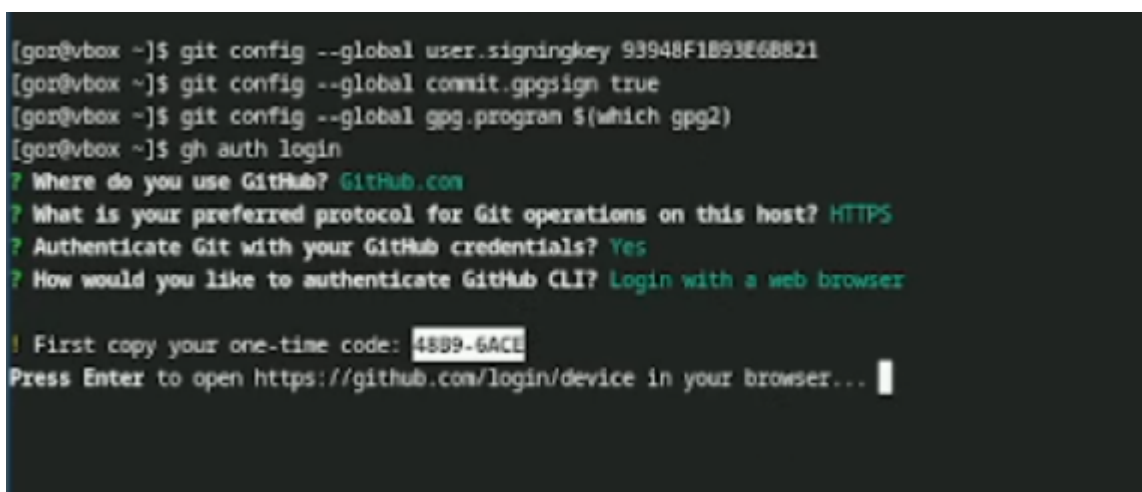 [gor@vbox ~]$ git config --global user.signingkey 93948F1B93E6B821
[gor@vbox ~]$ git config --global commit.gpgsign true
[gor@vbox ~]$ git config --global gpg.program $(which gpg2)
[gor@vbox ~]$ gh auth login
? Where do you use GitHub? GitHub.com
? What is your preferred protocol for Git operations on this host? HTTPS
? Authenticate Git with your GitHub credentials? Yes
? How would you like to authenticate GitHub CLI? Login with a web browser
! First copy your one-time code: 48B9-6ACE
Press Enter to open https://github.com/login/device in your browser...